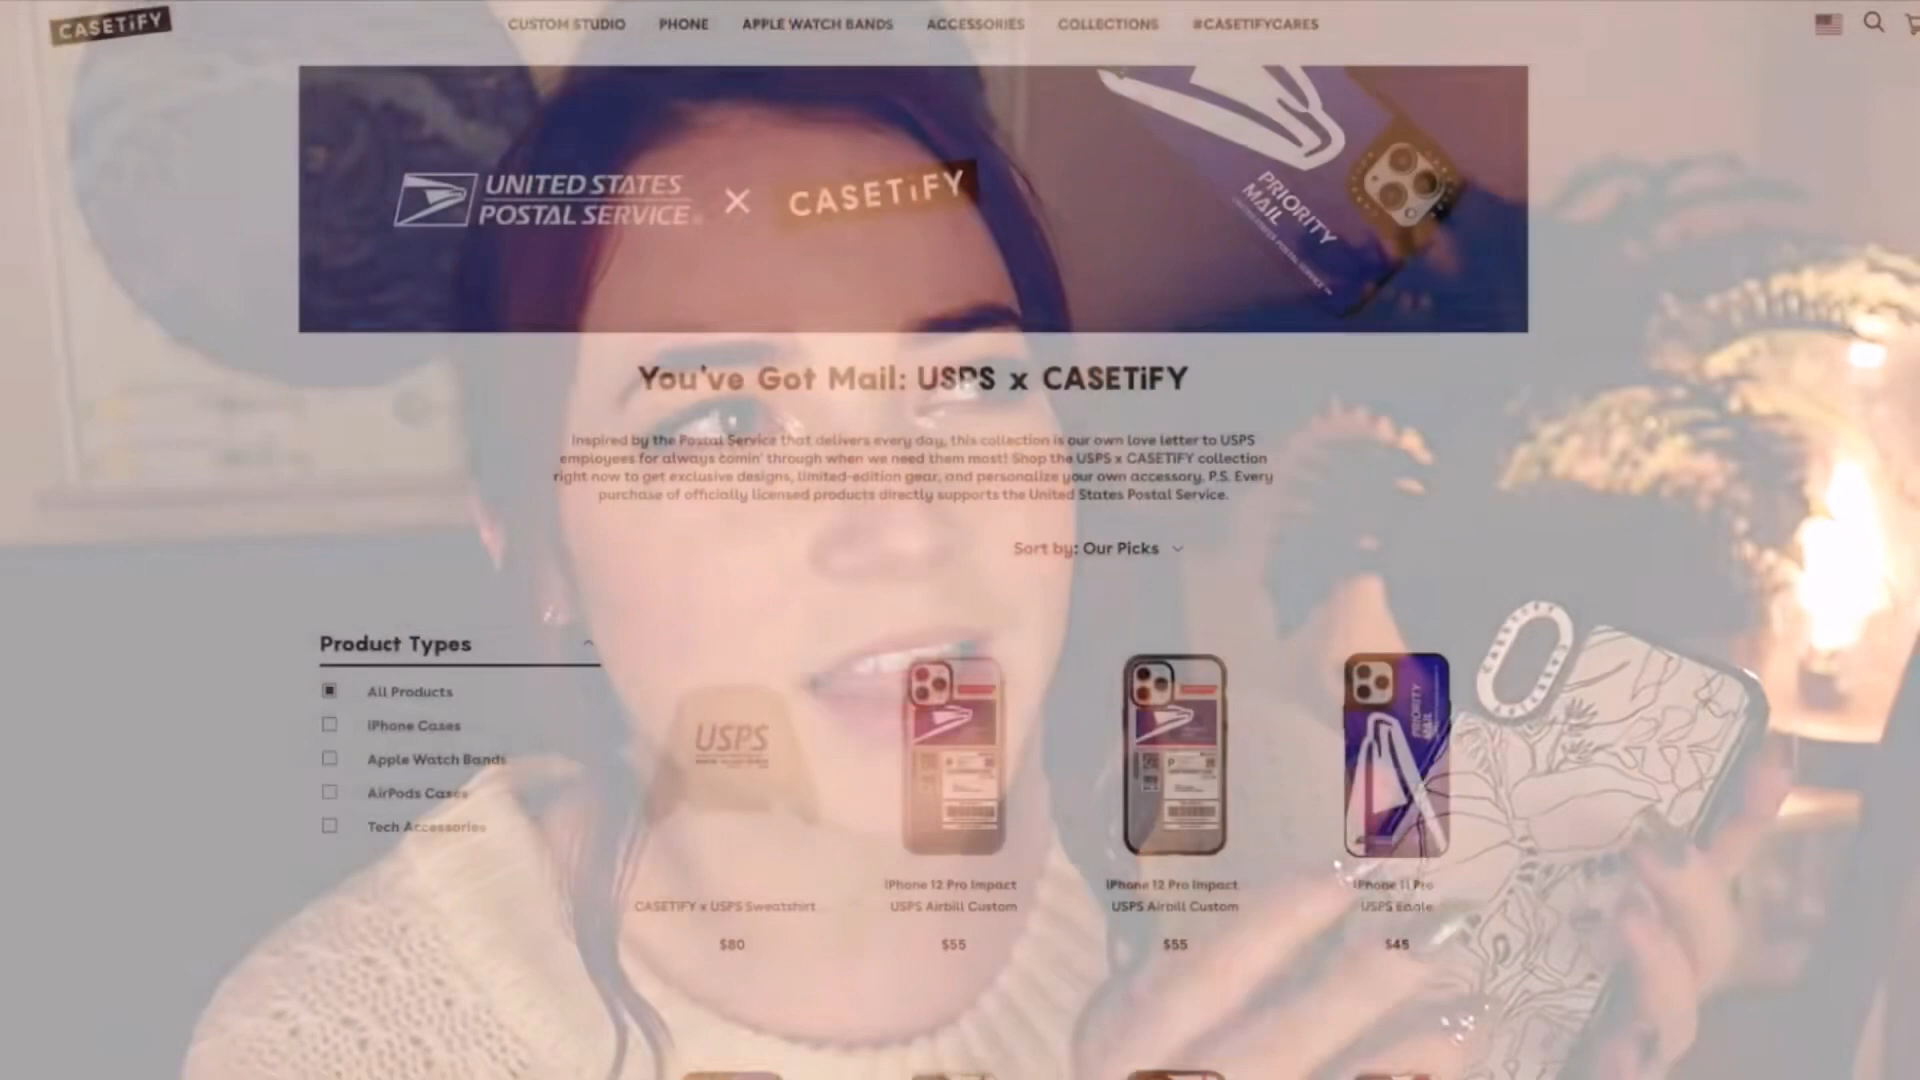 CASETiFY
CUSTOM STUDIO PHONE APPLE WATCH BANDS ACCESSORIES COLLECTIONS #CASETIFYCARES
UNITED STATES
POSTAL SERVICE
X CASETiFY
PRIORITY
MAIL
You've Got Mail: USPS x CASETiFY
Inspired by the Postal Service that delivers every day, this collection is our own love letter to USPS
employees for always comin' through when we need them most! Shop the USPS x CASETiFY collection
right now to get exclusive designs, limited-edition gear, and personalize your own accessory. P.S. Every
purchase of officially licensed products directly supports the United States Postal Service.
Sort by: Our Picks
Product Types
All Products
iPhone Cases
Apple Watch Bands
AirPods Cases
Tech Accessories
USPS
PRIORITY
MAIL
CASETiFY x USPS Sweatshirt
$80
iPhone 12 Pro Impact
USPS Airbill Custom
$55
iPhone 12 Pro Impact
USPS Airbill Custom
$55
iPhone 11 Pro
USPS Eagle
$45
CASETIFY